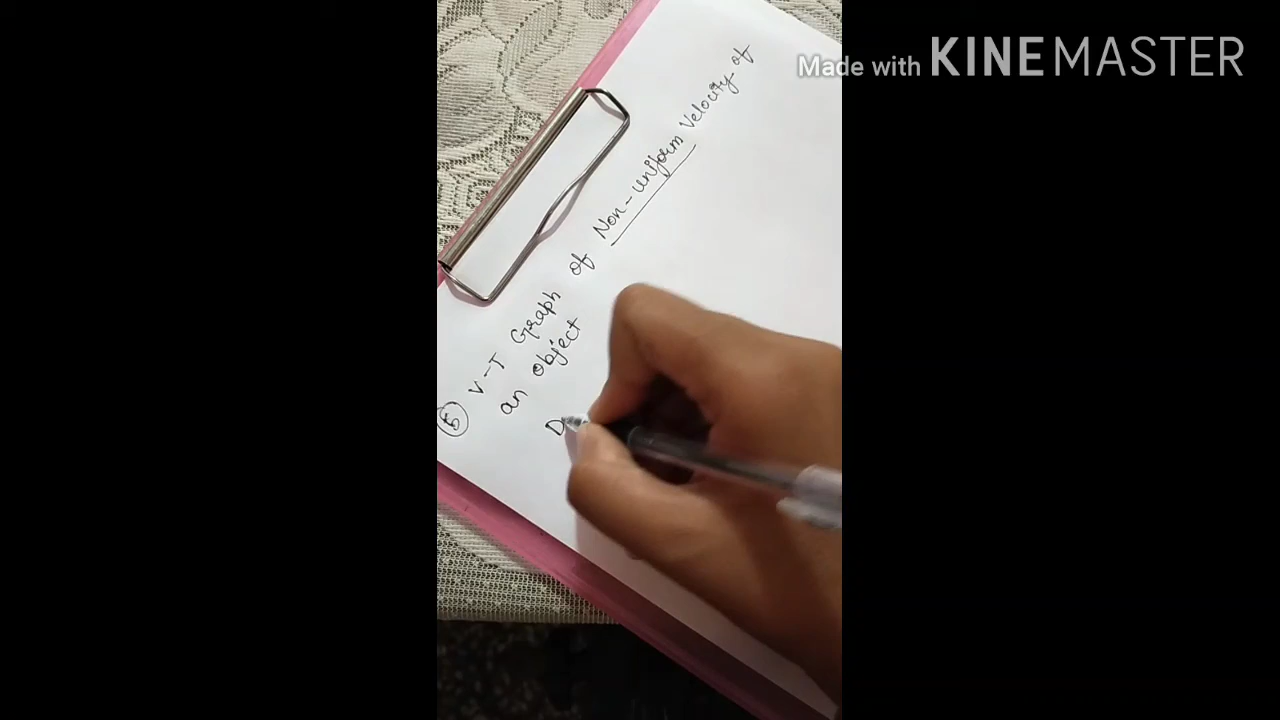 Made with KINEMASTER
5 V-T Graph of Non-uniform Velocity of
an object
D